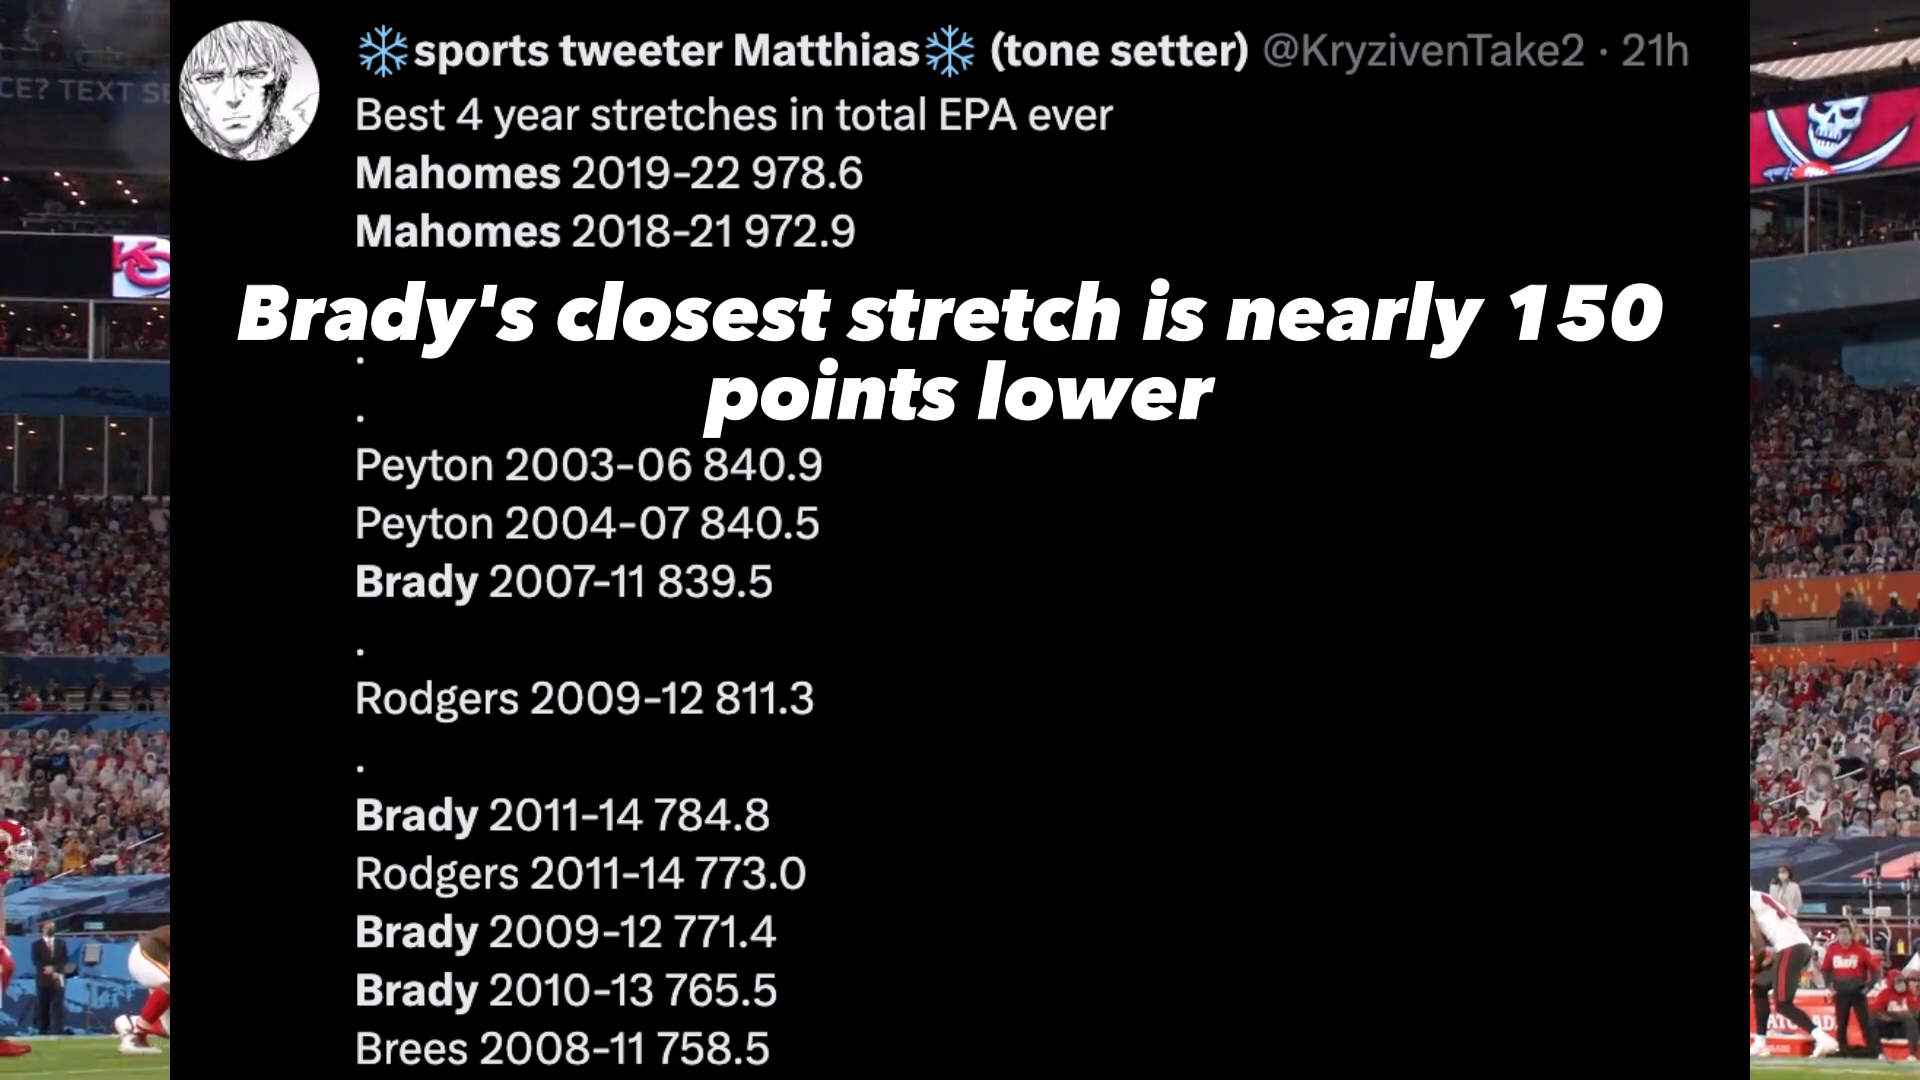 ❄️sports tweeter Matthias❄️ (tone setter) @KryzivenTake2 · 21h
CE? TEXT SE
Best 4 year stretches in total EPA ever
Mahomes 2019-22 978.6
Mahomes 2018-21 972.9
KC
Brady's closest stretch is nearly 150
.
points lower
.
Peyton 2003-06 840.9
Peyton 2004-07 840.5
Brady 2007-11 839.5
.
Rodgers 2009-12 811.3
.
Brady 2011-14 784.8
Rodgers 2011-14 773.0
Brady 2009-12 771.4
Brady 2010-13 765.5
Brees 2008-11 758.5